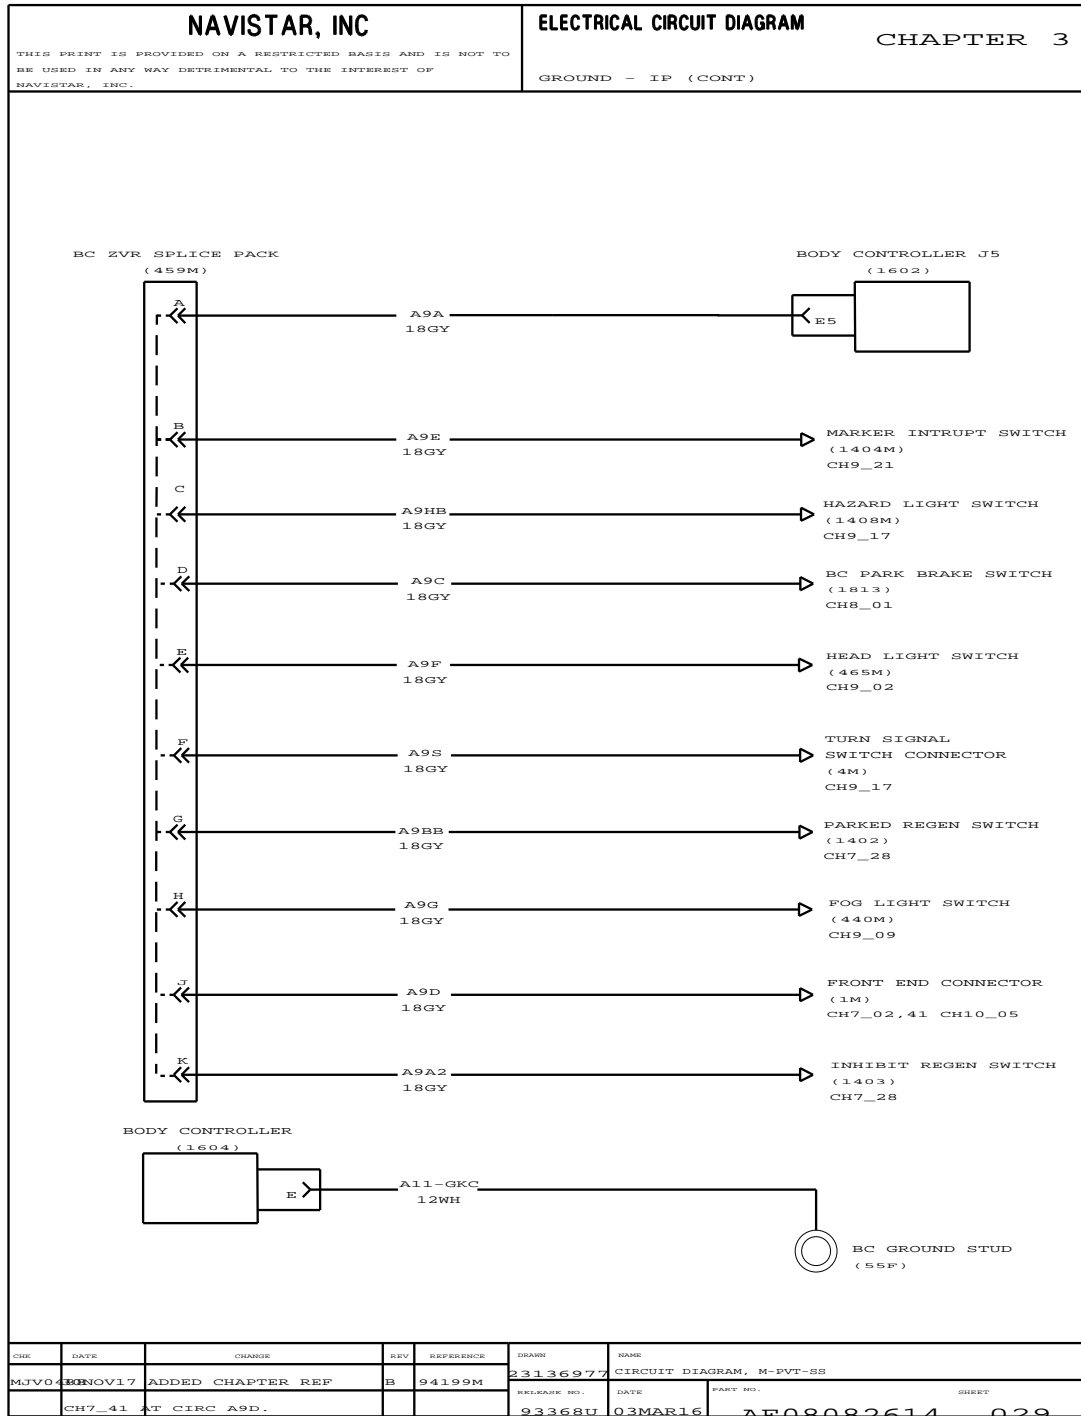 NAVISTAR, INC
THIS PRINT IS PROVIDED ON A RESTRICTED BASIS AND IS NOT TO
BE USED IN ANY WAY DETRIMENTAL TO THE INTEREST OF
NAVISTAR, INC.
ELECTRICAL CIRCUIT DIAGRAM
CHAPTER 3
GROUND - IP (CONT)
BC ZVR SPLICE PACK
(459M)
BODY CONTROLLER J5
(1602)
A
A9A
18GY
E5
B
A9E
18GY
MARKER INTRUPT SWITCH
(1404M)
CH9_21
C
A9HB
18GY
HAZARD LIGHT SWITCH
(1408M)
CH9_17
D
A9C
18GY
BC PARK BRAKE SWITCH
(1813)
CH8_01
E
A9F
18GY
HEAD LIGHT SWITCH
(465M)
CH9_02
F
A9S
18GY
TURN SIGNAL
SWITCH CONNECTOR
(4M)
CH9_17
G
A9BB
18GY
PARKED REGEN SWITCH
(1402)
CH7_28
H
A9G
18GY
FOG LIGHT SWITCH
(440M)
CH9_09
J
A9D
18GY
FRONT END CONNECTOR
(1M)
CH7_02,41 CH10_05
K
A9A2
18GY
INHIBIT REGEN SWITCH
(1403)
CH7_28
BODY CONTROLLER
(1604)
E
A11-GKC
12WH
BC GROUND STUD
(55F)
CHK DATE CHANGE REV REFERENCE
NOV17 ADDED CHAPTER REF B 94199M
CH7_41 AT CIRC A9D.
DRAWN
23136977
NAME
CIRCUIT DIAGRAM, M-PVT-SS
RELEASE NO.
93368U
DATE
03MAR16
PART NO.
SHEET
029